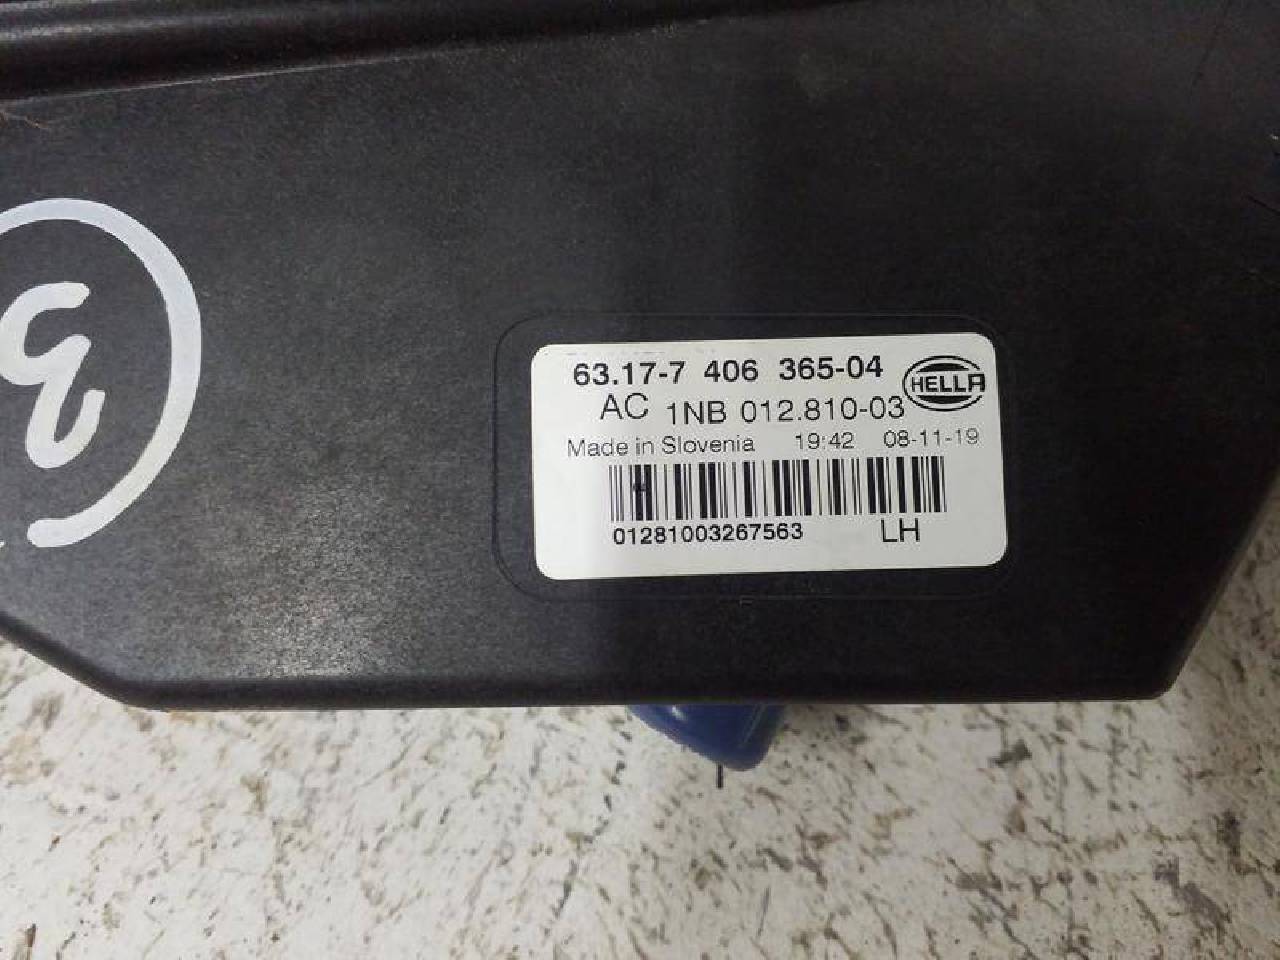 63.17-7 406 365-04
HELLA
AC 1NB 012.810-03
Made in Slovenia 19:42 08-11-19
01281003267563 LH